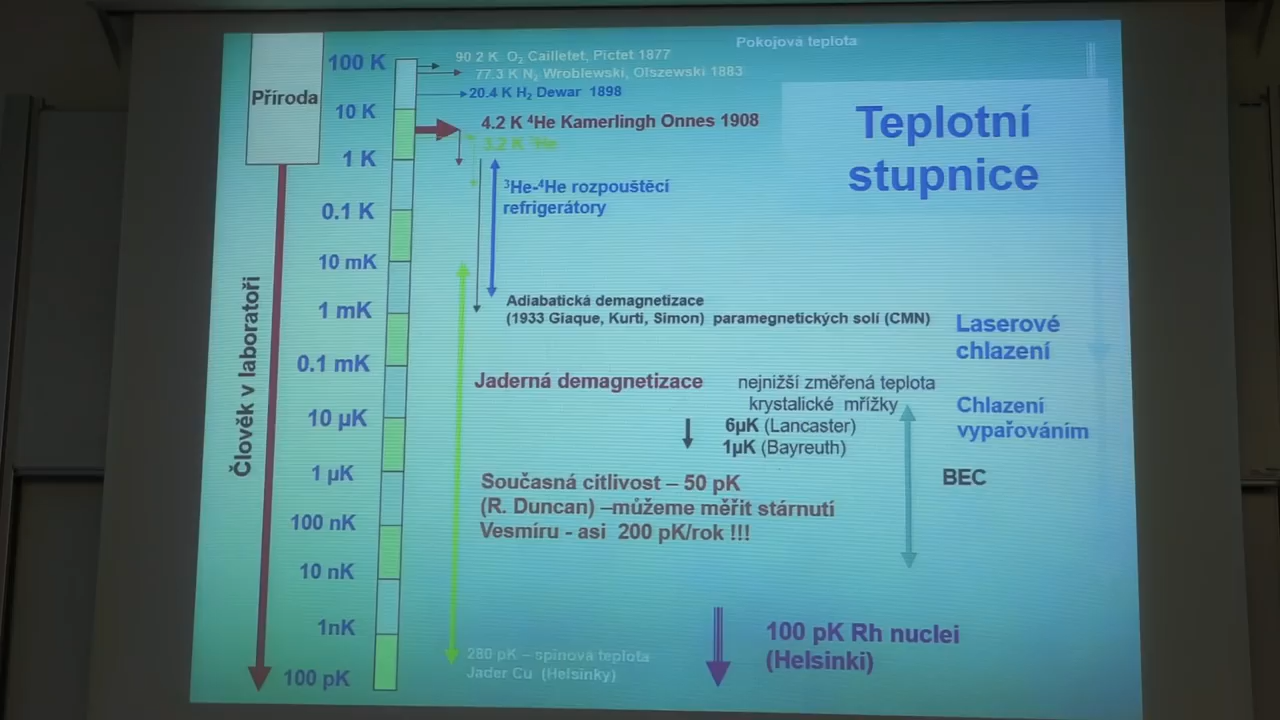 Pokojová teplota
Příroda
Člověk v laboratoři
100 K
10 K
1 K
0.1 K
10 mK
1 mK
0.1 mK
10 µK
1 µK
100 nK
10 nK
1nK
100 pK
90.2 K O₂ Cailletet, Pictet 1877
77.3 K N₂ Wroblewski, Olszewski 1883
20.4 K H₂ Dewar 1898
4.2 K ⁴He Kamerlingh Onnes 1908
3.2 K ³He
Teplotní
stupnice
³He-⁴He rozpouštěcí
refrigerátory
Adiabatická demagnetizace
(1933 Giaque, Kurti, Simon) paramegnetických solí (CMN)
Laserové
chlazení
Jaderná demagnetizace
nejnižší změřená teplota
krystalické mřížky
6µK (Lancaster)
1µK (Bayreuth)
Chlazení
vypařováním
BEC
Současná citlivost – 50 pK
(R. Duncan) –můžeme měřit stárnutí
Vesmíru - asi 200 pK/rok !!!
100 pK Rh nuclei
(Helsinki)
280 pK – spinová teplota
Jader Cu (Helsinky)